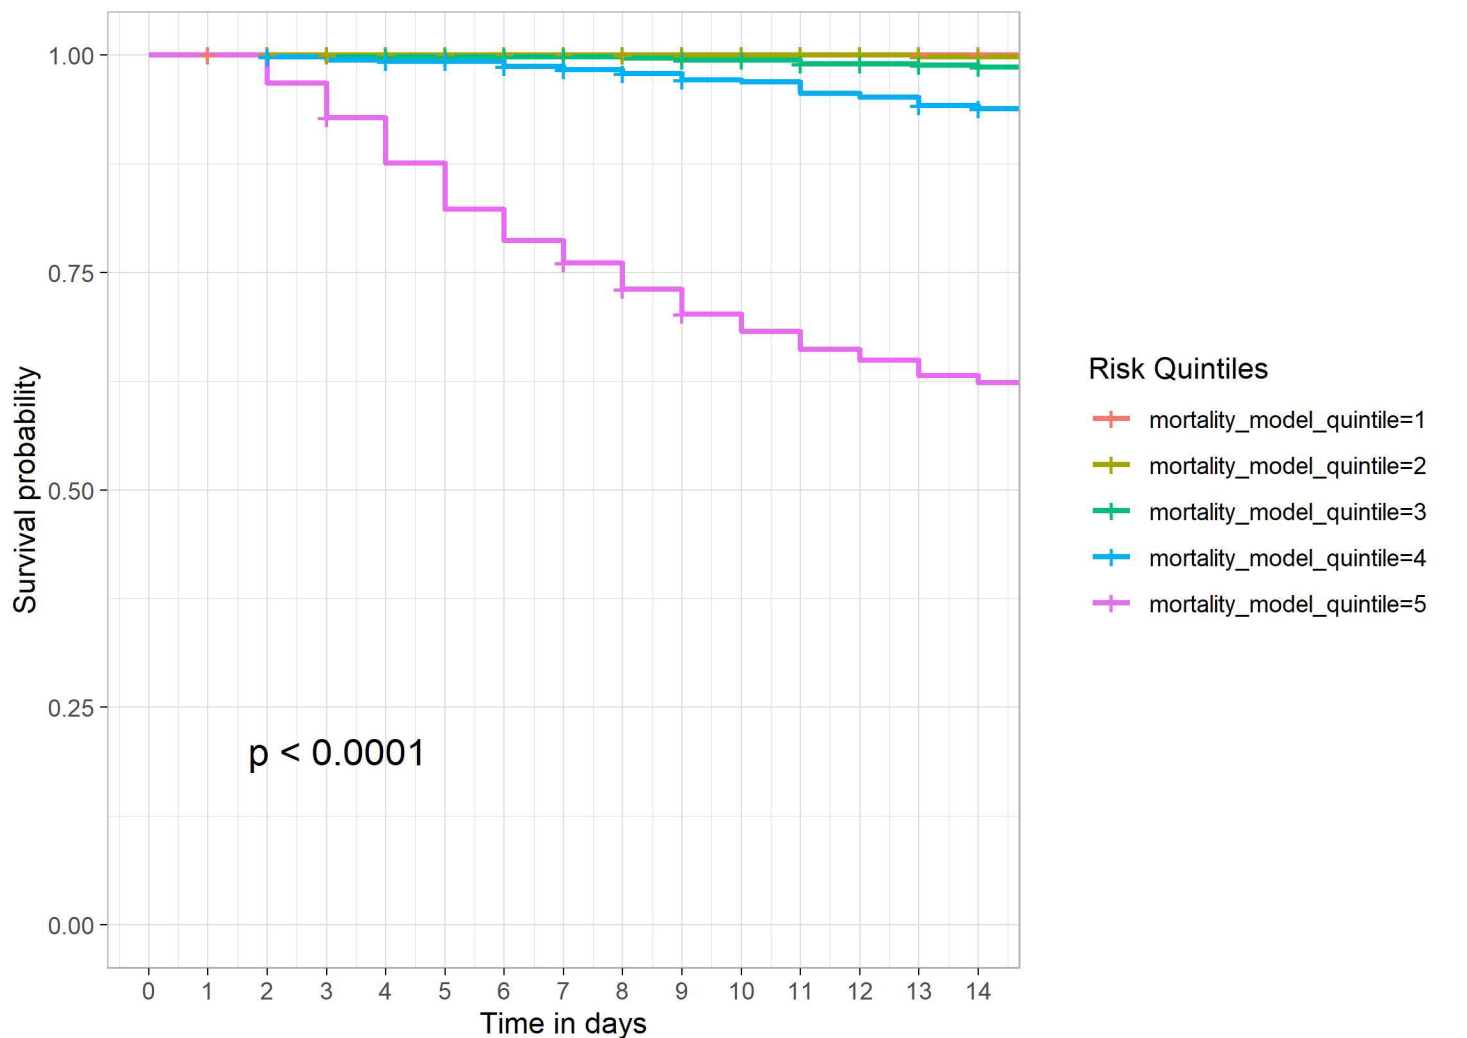 Survival probability
1.00
0.75
0.50
0.25
0.00
p < 0.0001
0 1 2 3 4 5 6 7 8 9 10 11 12 13 14
Time in days
Risk Quintiles
mortality_model_quintile=1
mortality_model_quintile=2
mortality_model_quintile=3
mortality_model_quintile=4
mortality_model_quintile=5